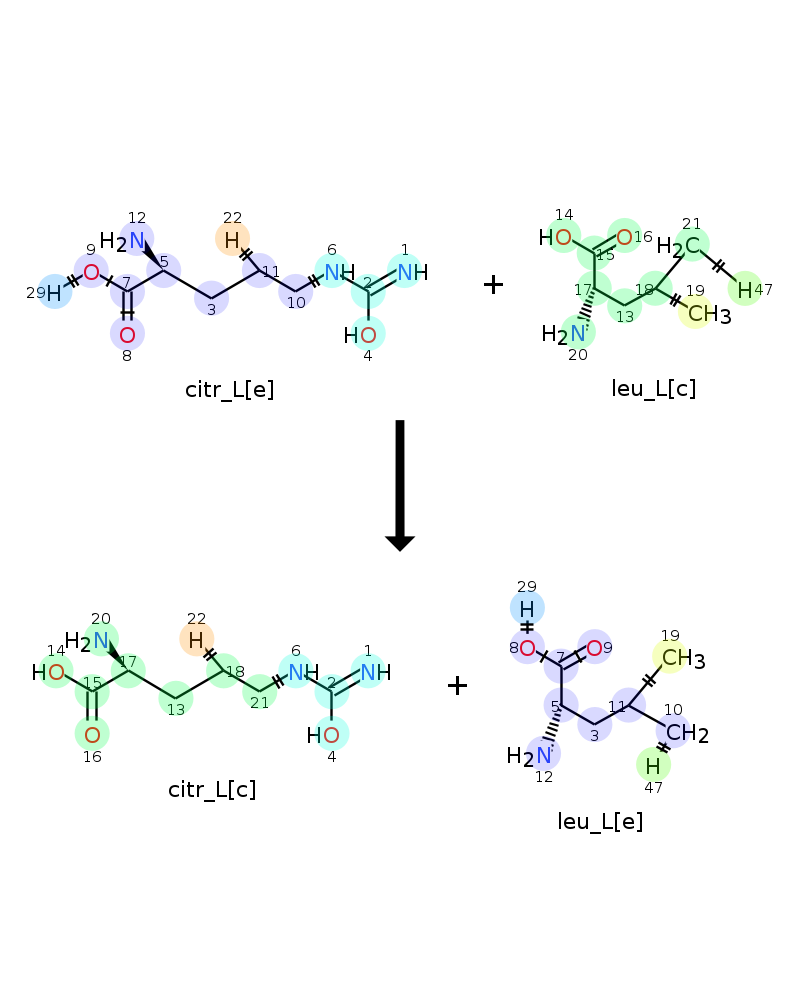 12 22 14 21
H2N H HO O 16
9 5 11 6 1 15 H2C
29 H O 7 NH 2 NH + 17 18 19 H 47
3 10 13 CH3
O HO H2N
8 4 20
citr_L[e] leu_L[c]
29
H
20 22 19
H2N H 8 O O 9 CH3
14 17 6 1 7
HO 15 18 NH 2 NH + 5 11 10
13 21 3 CH2
O HO H2N H
16 4 12 47
citr_L[c]
leu_L[e]